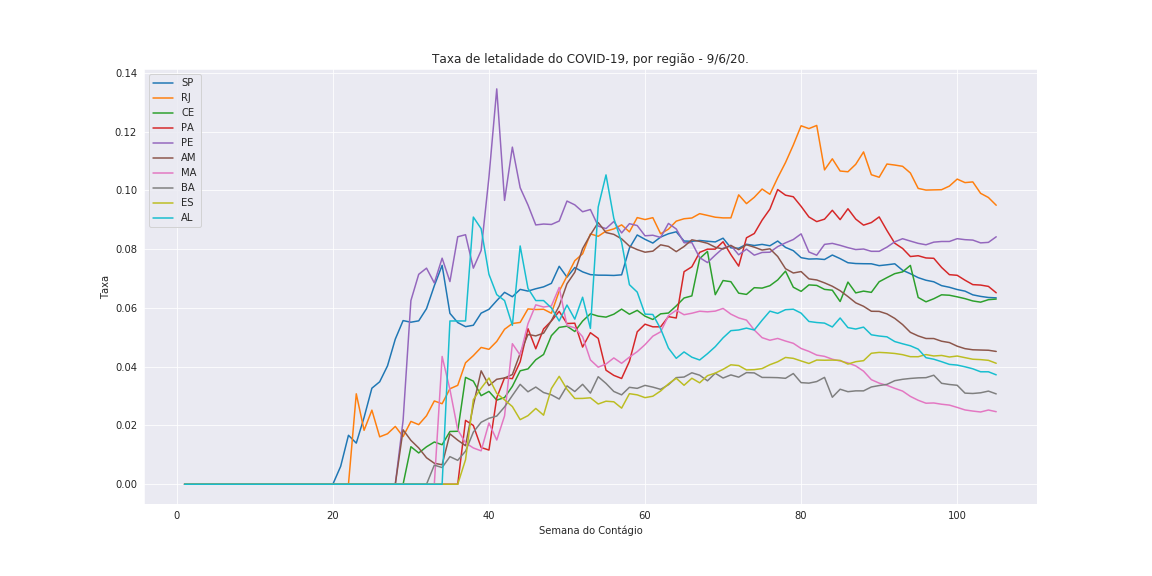 Taxa de letalidade do COVID-19, por região - 9/6/20.
0.14
0.12
0.10
0.08
0.06
0.04
0.02
0.00
Taxa
SP
RJ
CE
PA
PE
AM
MA
BA
ES
AL
0 20 40 60 80 100
Semana do Contágio